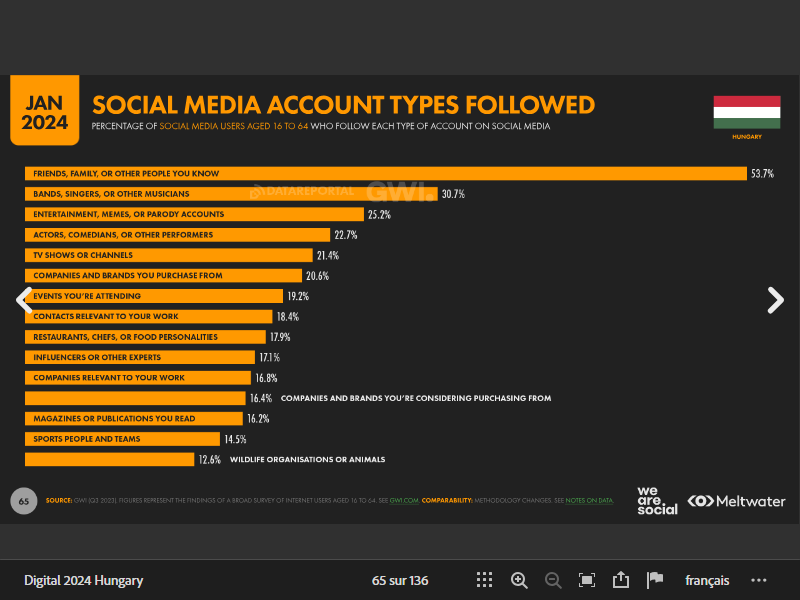 JAN
2024
SOCIAL MEDIA ACCOUNT TYPES FOLLOWED
PERCENTAGE OF SOCIAL MEDIA USERS AGED 16 TO 64 WHO FOLLOW EACH TYPE OF ACCOUNT ON SOCIAL MEDIA
HUNGARY
FRIENDS, FAMILY, OR OTHER PEOPLE YOU KNOW 53.7%
BANDS, SINGERS, OR OTHER MUSICIANS 30.7%
DATAREPORTAL GWI.
ENTERTAINMENT, MEMES, OR PARODY ACCOUNTS 25.2%
ACTORS, COMEDIANS, OR OTHER PERFORMERS 22.7%
TV SHOWS OR CHANNELS 21.4%
COMPANIES AND BRANDS YOU PURCHASE FROM 20.6%
EVENTS YOU'RE ATTENDING 19.2%
CONTACTS RELEVANT TO YOUR WORK 18.4%
RESTAURANTS, CHEFS, OR FOOD PERSONALITIES 17.9%
INFLUENCERS OR OTHER EXPERTS 17.1%
COMPANIES RELEVANT TO YOUR WORK 16.8%
16.4% COMPANIES AND BRANDS YOU'RE CONSIDERING PURCHASING FROM
MAGAZINES OR PUBLICATIONS YOU READ 16.2%
SPORTS PEOPLE AND TEAMS 14.5%
12.6% WILDLIFE ORGANISATIONS OR ANIMALS
65
SOURCE: GWI (Q3 2023). FIGURES REPRESENT THE FINDINGS OF A BROAD SURVEY OF INTERNET USERS AGED 16 TO 64. SEE GWI.COM. COMPARABILITY: METHODOLOGY CHANGES. SEE NOTES ON DATA.
we
are.
social
Meltwater
Digital 2024 Hungary
65 sur 136
français